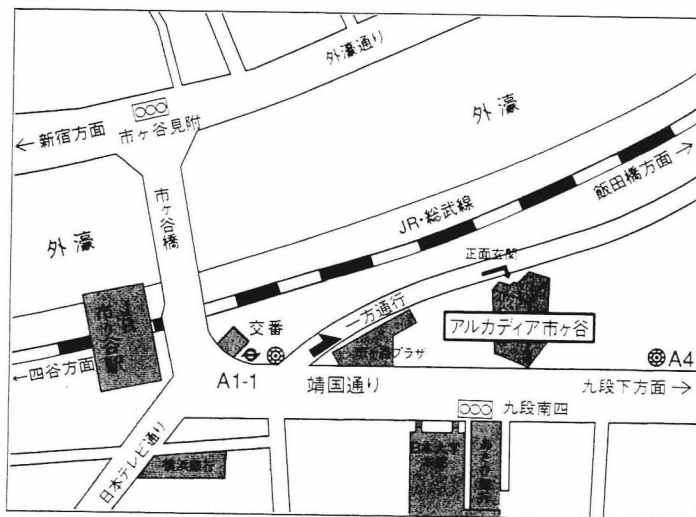 外濠通り
外濠
←新宿方面
市ヶ谷見附
飯田橋方面→
市ヶ谷橋
JR・総武線
外濠
正面玄関
一方通行
アルカディア市ヶ谷
交番
A4
←四谷方面
A1-1
靖国通り
九段下方面→
九段南四
日本テレビ通り
横浜銀行